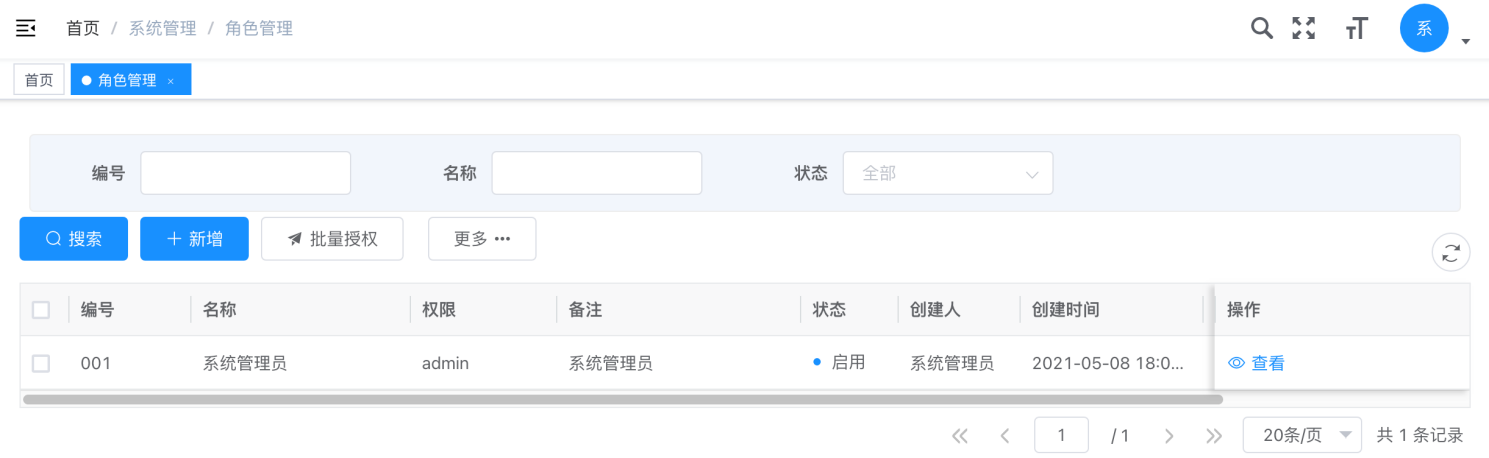 首页 / 系统管理 / 角色管理
系
首页
角色管理 ×
编号
名称
状态 全部
搜索
新增
批量授权
更多 •••
编号 名称 权限 备注 状态 创建人 创建时间 操作
001 系统管理员 admin 系统管理员 启用 系统管理员 2021-05-08 18:0... 查看
1 / 1 20条/页 共 1 条记录